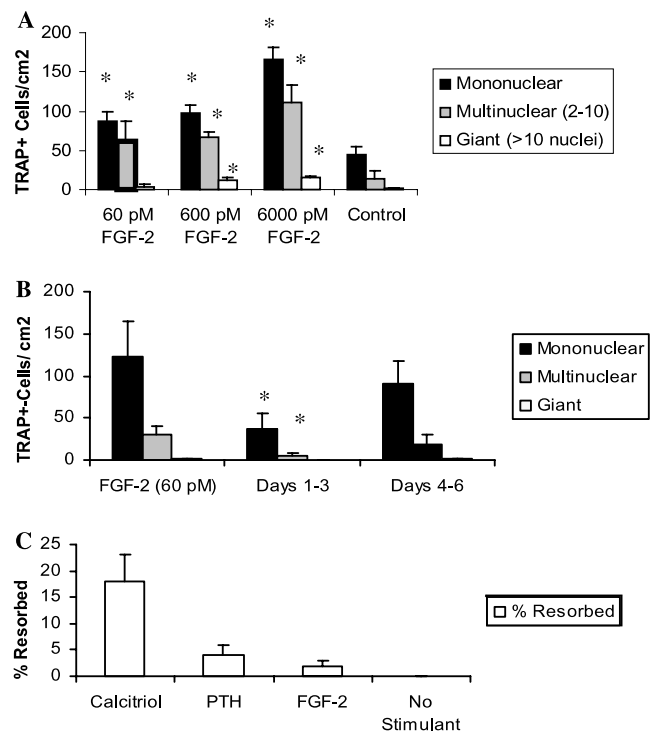 A
TRAP+ Cells/cm2
200
150
100
50
0
* * * * * * * *
60 pM FGF-2
600 pM FGF-2
6000 pM FGF-2
Control
Mononuclear
Multinuclear (2-10)
Giant (>10 nuclei)
B
TRAP+-Cells/ cm2
200
150
100
50
0
* *
FGF-2 (60 pM)
Days 1-3
Days 4-6
Mononuclear
Multinuclear
Giant
C
% Resorbed
25
20
15
10
5
0
Calcitriol
PTH
FGF-2
No Stimulant
% Resorbed